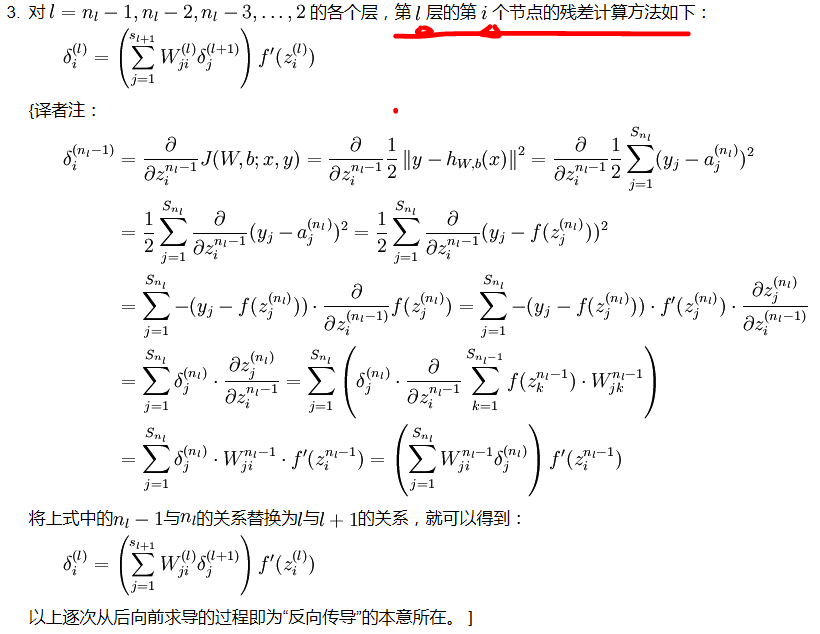 3. 对 $l = n_l - 1, n_l - 2, n_l - 3, \ldots, 2$ 的各个层，第 $l$ 层的第 $i$ 个节点的残差计算方法如下：
$\delta_i^{(l)} = \left( \sum_{j=1}^{s_{l+1}} W_{ji}^{(l)} \delta_j^{(l+1)} \right) f'(z_i^{(l)})$
{译者注：
$\delta_i^{(n_l-1)} = \frac{\partial}{\partial z_i^{n_l-1}} J(W,b;x,y) = \frac{\partial}{\partial z_i^{n_l-1}} \frac{1}{2} \|y - h_{W,b}(x)\|^2 = \frac{\partial}{\partial z_i^{n_l-1}} \frac{1}{2} \sum_{j=1}^{S_{n_l}} (y_j - a_j^{(n_l)})^2$
$= \frac{1}{2} \sum_{j=1}^{S_{n_l}} \frac{\partial}{\partial z_i^{n_l-1}} (y_j - a_j^{(n_l)})^2 = \frac{1}{2} \sum_{j=1}^{S_{n_l}} \frac{\partial}{\partial z_i^{n_l-1}} (y_j - f(z_j^{(n_l)}))^2$
$= \sum_{j=1}^{S_{n_l}} -(y_j - f(z_j^{(n_l)})) \cdot \frac{\partial}{\partial z_i^{(n_l-1)}} f(z_j^{(n_l)}) = \sum_{j=1}^{S_{n_l}} -(y_j - f(z_j^{(n_l)})) \cdot f'(z_j^{(n_l)}) \cdot \frac{\partial z_j^{(n_l)}}{\partial z_i^{(n_l-1)}}$
$= \sum_{j=1}^{S_{n_l}} \delta_j^{(n_l)} \cdot \frac{\partial z_j^{(n_l)}}{\partial z_i^{n_l-1}} = \sum_{j=1}^{S_{n_l}} \left( \delta_j^{(n_l)} \cdot \frac{\partial}{\partial z_i^{n_l-1}} \sum_{k=1}^{S_{n_l-1}} f(z_k^{n_l-1}) \cdot W_{jk}^{n_l-1} \right)$
$= \sum_{j=1}^{S_{n_l}} \delta_j^{(n_l)} \cdot W_{ji}^{n_l-1} \cdot f'(z_i^{n_l-1}) = \left( \sum_{j=1}^{S_{n_l}} W_{ji}^{n_l-1} \delta_j^{(n_l)} \right) f'(z_i^{n_l-1})$
将上式中的$n_l - 1$与$n_l$的关系替换为$l$与$l + 1$的关系，就可以得到：
$\delta_i^{(l)} = \left( \sum_{j=1}^{s_{l+1}} W_{ji}^{(l)} \delta_j^{(l+1)} \right) f'(z_i^{(l)})$
以上逐次从后向前求导的过程即为“反向传导”的本意所在。 ]